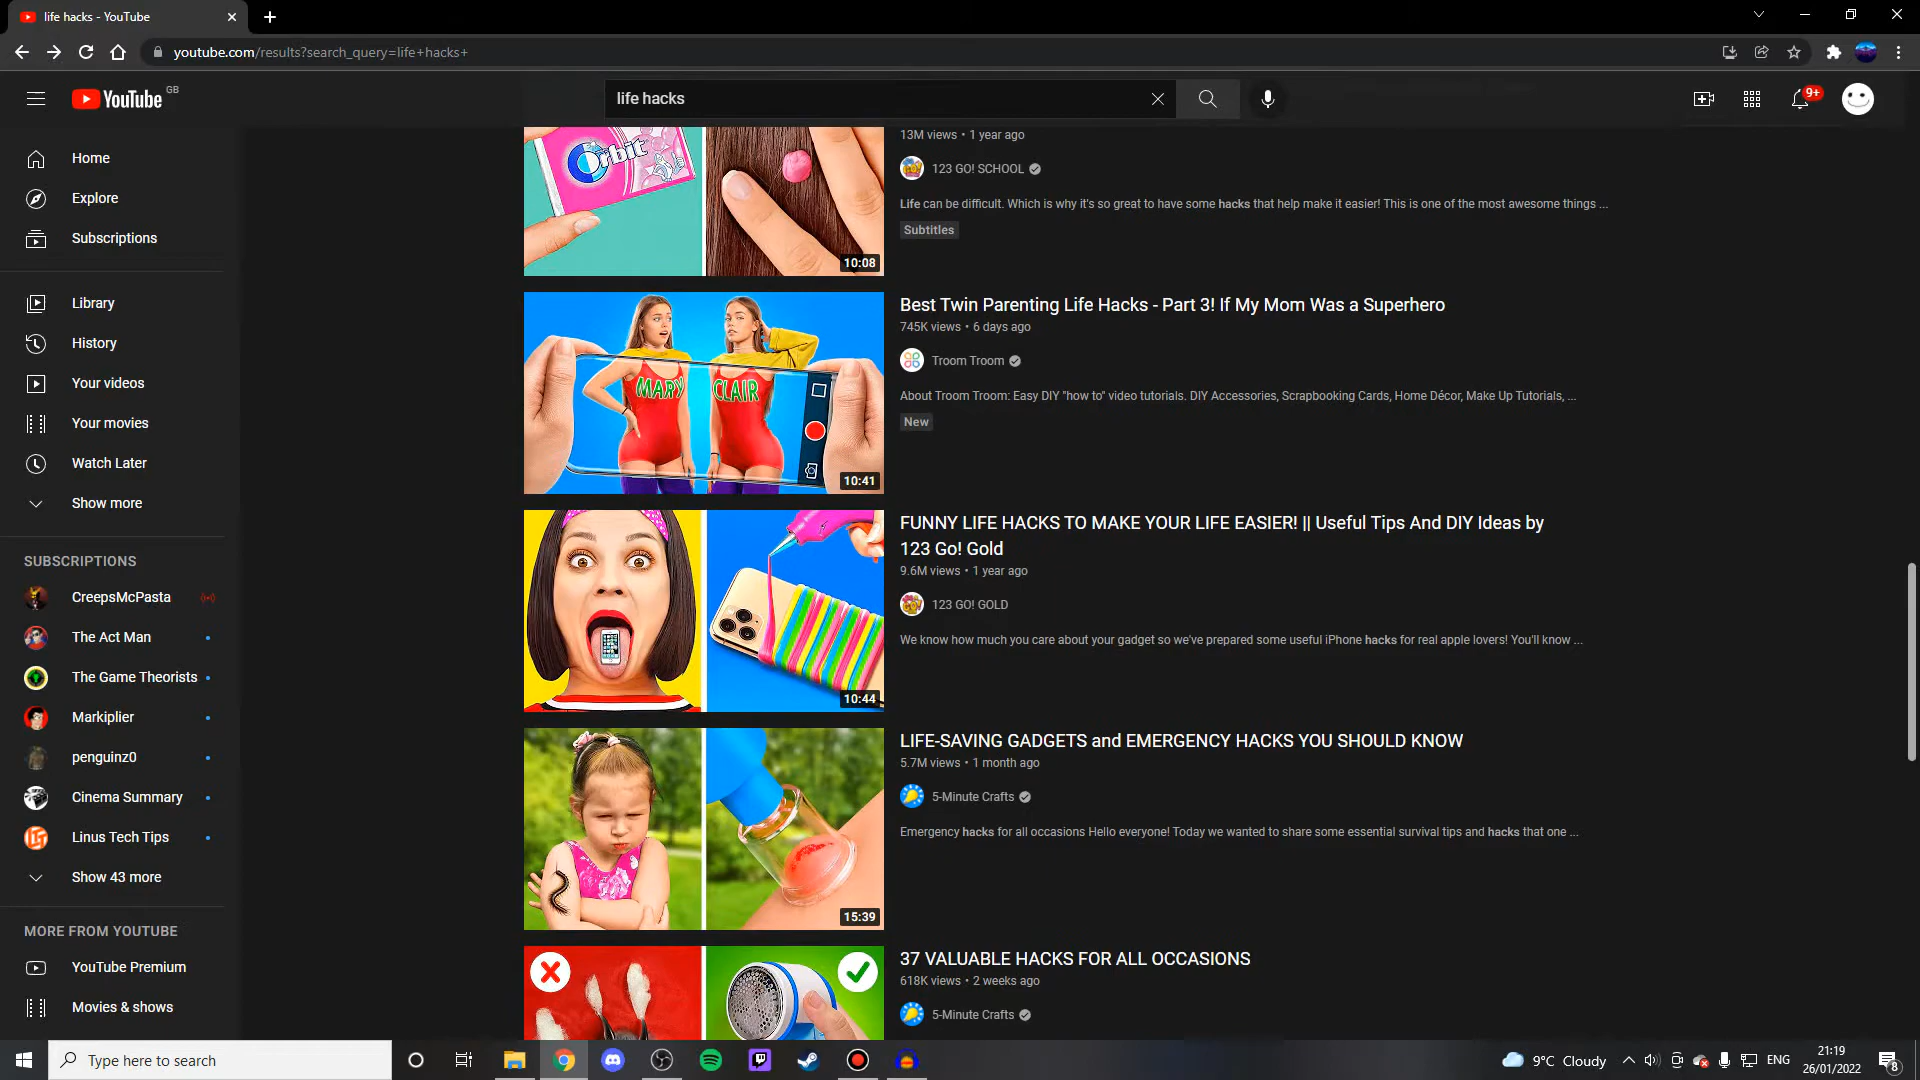 life hacks - YouTube
youtube.com/results?search_query=life+hacks+
YouTube GB
life hacks
9+
Home
Explore
Subscriptions
Library
History
Your videos
Your movies
Watch Later
Show more
SUBSCRIPTIONS
CreepsMcPasta
The Act Man
The Game Theorists
Markiplier
penguinz0
Cinema Summary
Linus Tech Tips
Show 43 more
MORE FROM YOUTUBE
YouTube Premium
Movies & shows
Orbit
10:08
13M views • 1 year ago
123 GO! SCHOOL
Life can be difficult. Which is why it's so great to have some hacks that help make it easier! This is one of the most awesome things ...
Subtitles
MARY
CLAIR
10:41
Best Twin Parenting Life Hacks - Part 3! If My Mom Was a Superhero
745K views • 6 days ago
Troom Troom
About Troom Troom: Easy DIY "how to" video tutorials. DIY Accessories, Scrapbooking Cards, Home Décor, Make Up Tutorials, ...
New
10:44
FUNNY LIFE HACKS TO MAKE YOUR LIFE EASIER! || Useful Tips And DIY Ideas by
123 Go! Gold
9.6M views • 1 year ago
123 GO! GOLD
We know how much you care about your gadget so we've prepared some useful iPhone hacks for real apple lovers! You'll know ...
15:39
LIFE-SAVING GADGETS and EMERGENCY HACKS YOU SHOULD KNOW
5.7M views • 1 month ago
5-Minute Crafts
Emergency hacks for all occasions Hello everyone! Today we wanted to share some essential survival tips and hacks that one ...
37 VALUABLE HACKS FOR ALL OCCASIONS
618K views • 2 weeks ago
5-Minute Crafts
Type here to search
9°C Cloudy
ENG
21:19
26/01/2022
8